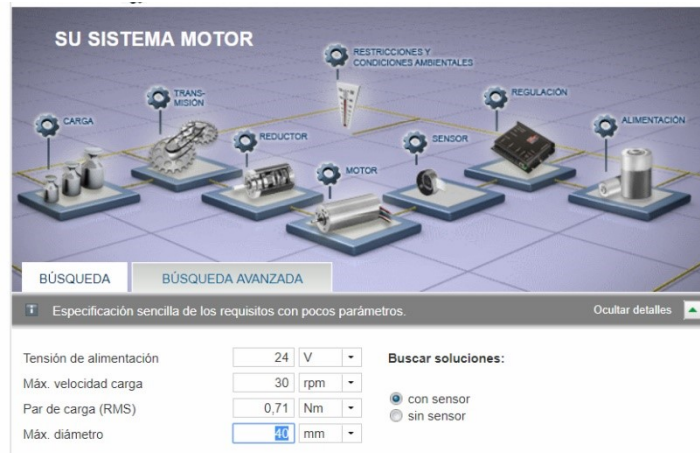 SU SISTEMA MOTOR
RESTRICCIONES Y
CONDICIONES AMBIENTALES
TRANS-
MISIÓN
REGULACIÓN
CARGA
ALIMENTACIÓN
REDUCTOR
SENSOR
MOTOR
BÚSQUEDA
BÚSQUEDA AVANZADA
Especificación sencilla de los requisitos con pocos parámetros.
Ocultar detalles
Tensión de alimentación 24 V
Buscar soluciones:
Máx. velocidad carga 30 rpm
con sensor
Par de carga (RMS) 0,71 Nm
sin sensor
Máx. diámetro 40 mm